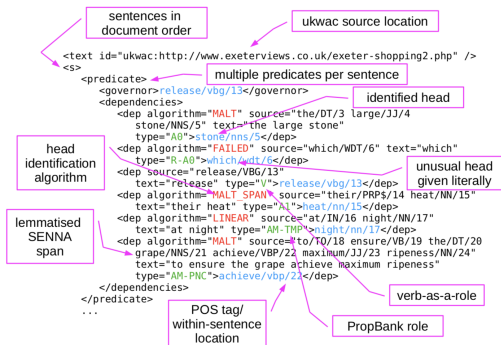 sentences in
document order
ukwac source location
<text id="ukwac:http://www.exeterviews.co.uk/exeter-shopping2.php" />
<s>
<predicate>
multiple predicates per sentence
<governor>release/vbg/13</governor>
identified head
<dependencies>
<dep algorithm="MALT" source="the/DT/3 large/JJ/4
stone/NNS/5" text="the large stone"
type="A0">stone/nns/5</dep>
head
identification
algorithm
<dep algorithm="FAILED" source="which/WDT/6" text="which"
type="R-A0">which/wdt/6</dep>
unusual head
given literally
<dep source="release/VBG/13"
text="release" type="V">release/vbg/13</dep>
<dep algorithm="MALT_SPAN" source="their/PRP$/14 heat/NN/15"
text="their heat" type="A1">heat/nn/15</dep>
lemmatised
SENNA
span
<dep algorithm="LINEAR" source="at/IN/16 night/NN/17"
text="at night" type="AM-TMP">night/nn/17</dep>
<dep algorithm="MALT" source="to/TO/18 ensure/VB/19 the/DT/20
grape/NNS/21 achieve/VBP/22 maximum/JJ/23 ripeness/NN/24"
text="to ensure the grape achieve maximum ripeness"
type="AM-PNC">achieve/vbp/22</dep>
</dependencies>
verb-as-a-role
</predicate>
...
POS tag/
within-sentence
location
PropBank role